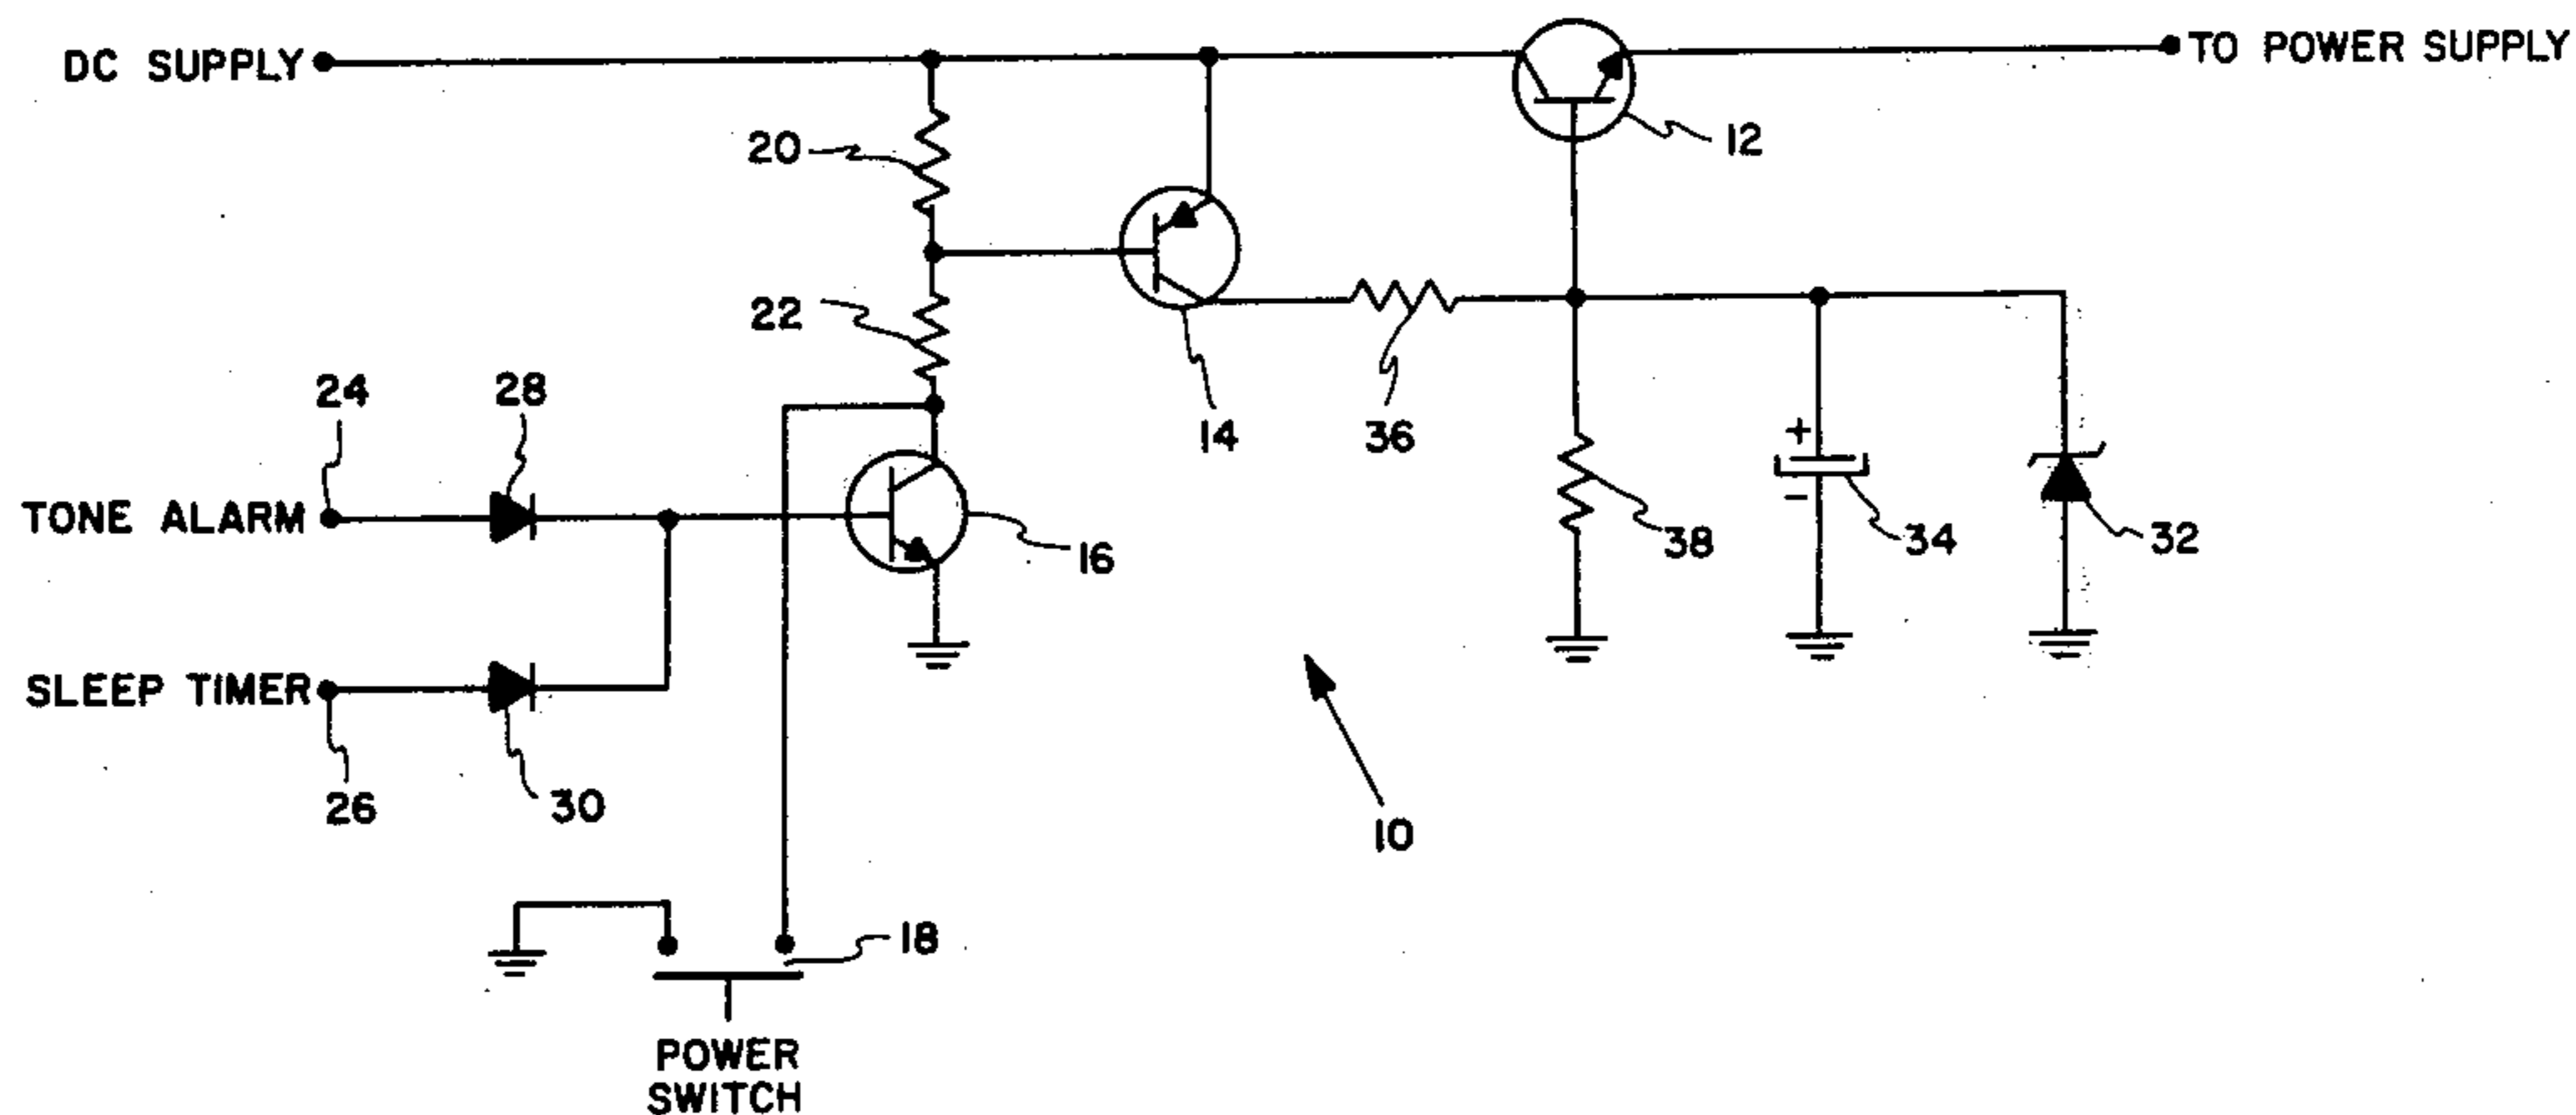 DC SUPPLY
TO POWER SUPPLY
12
20
22
14
36
24
28
TONE ALARM
16
38
34
32
SLEEP TIMER
26
30
10
18
POWER
SWITCH